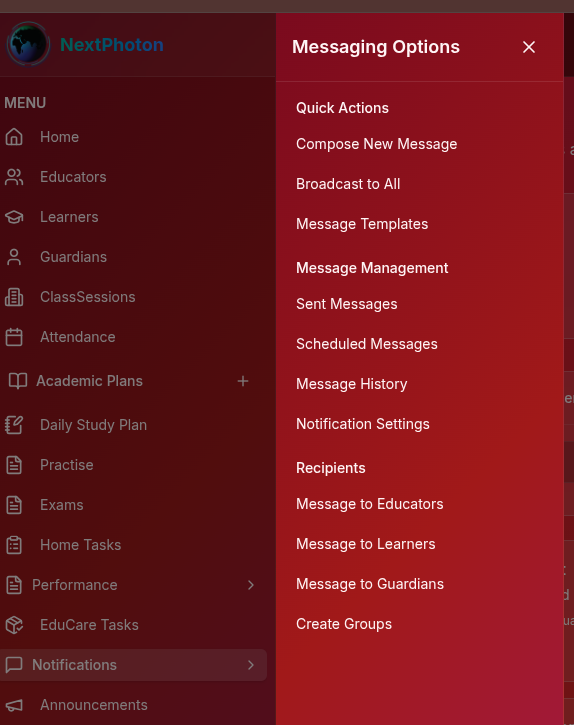 NextPhoton
MENU
Home
Educators
Learners
Guardians
ClassSessions
Attendance
Academic Plans
Daily Study Plan
Practise
Exams
Home Tasks
Performance
EduCare Tasks
Notifications
Announcements
Messaging Options
Quick Actions
Compose New Message
Broadcast to All
Message Templates
Message Management
Sent Messages
Scheduled Messages
Message History
Notification Settings
Recipients
Message to Educators
Message to Learners
Message to Guardians
Create Groups